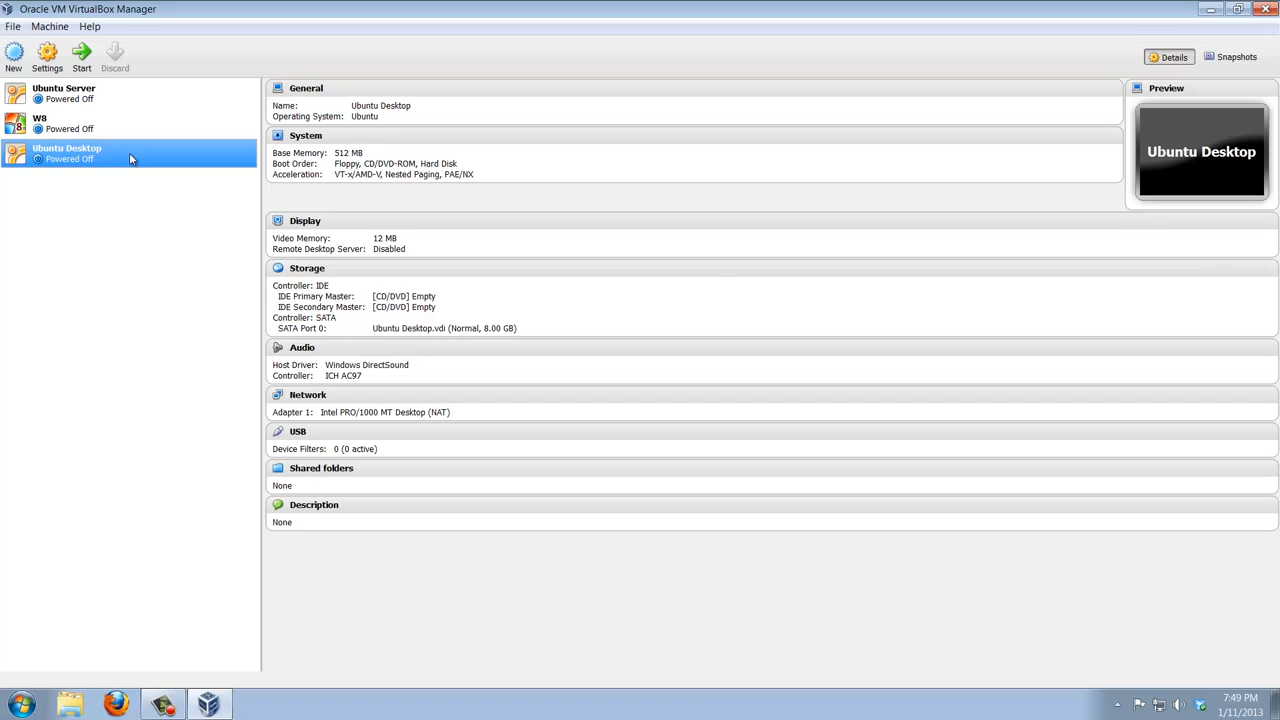 Oracle VM VirtualBox Manager
File Machine Help
New Settings Start Discard
Details Snapshots
Ubuntu Server
Powered Off
W8
Powered Off
Ubuntu Desktop
Powered Off
General
Name: Ubuntu Desktop
Operating System: Ubuntu
System
Base Memory: 512 MB
Boot Order: Floppy, CD/DVD-ROM, Hard Disk
Acceleration: VT-x/AMD-V, Nested Paging, PAE/NX
Preview
Ubuntu Desktop
Display
Video Memory: 12 MB
Remote Desktop Server: Disabled
Storage
Controller: IDE
IDE Primary Master: [CD/DVD] Empty
IDE Secondary Master: [CD/DVD] Empty
Controller: SATA
SATA Port 0: Ubuntu Desktop.vdi (Normal, 8.00 GB)
Audio
Host Driver: Windows DirectSound
Controller: ICH AC97
Network
Adapter 1: Intel PRO/1000 MT Desktop (NAT)
USB
Device Filters: 0 (0 active)
Shared folders
None
Description
None
7:49 PM
1/11/2013